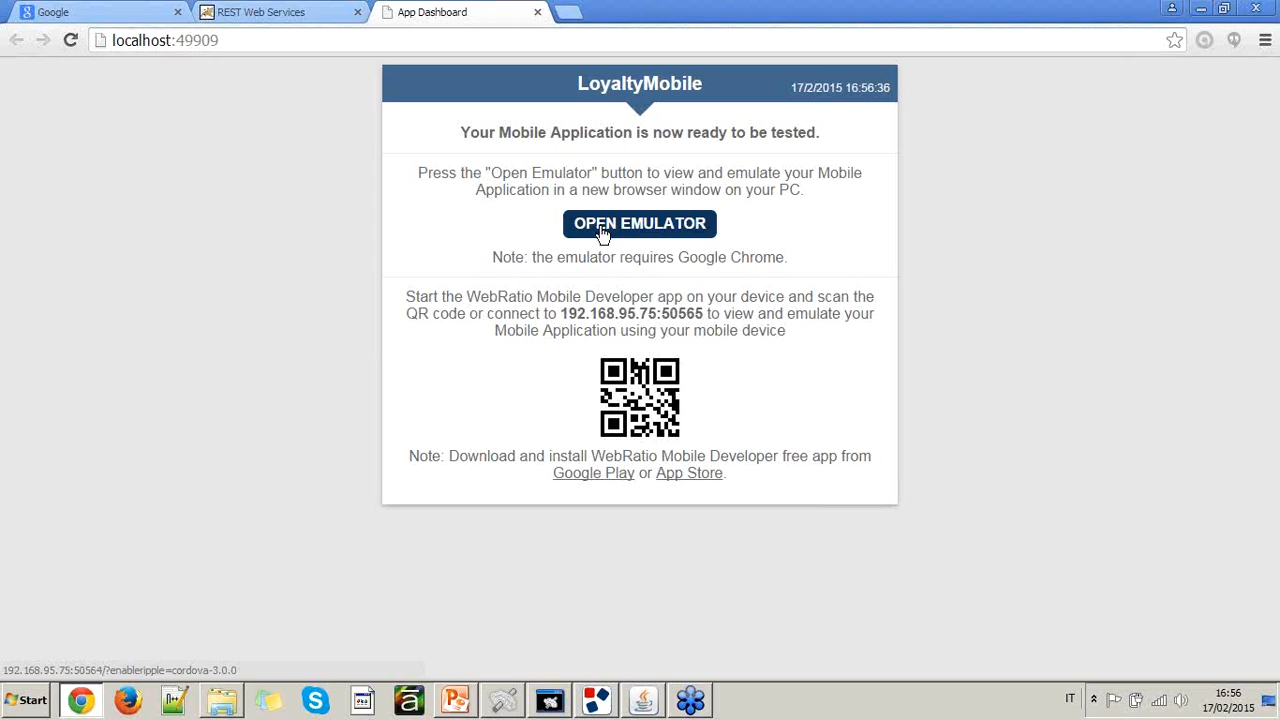 Google
REST Web Services
App Dashboard
localhost:49909
LoyaltyMobile
17/2/2015 16:56:36
Your Mobile Application is now ready to be tested.
Press the "Open Emulator" button to view and emulate your Mobile
Application in a new browser window on your PC.
OPEN EMULATOR
Note: the emulator requires Google Chrome.
Start the WebRatio Mobile Developer app on your device and scan the
QR code or connect to 192.168.95.75:50565 to view and emulate your
Mobile Application using your mobile device
Note: Download and install WebRatio Mobile Developer free app from
Google Play or App Store.
192.168.95.75:50564/?enableripple=cordova-3.0.0
Start
IT
16:56
17/02/2015